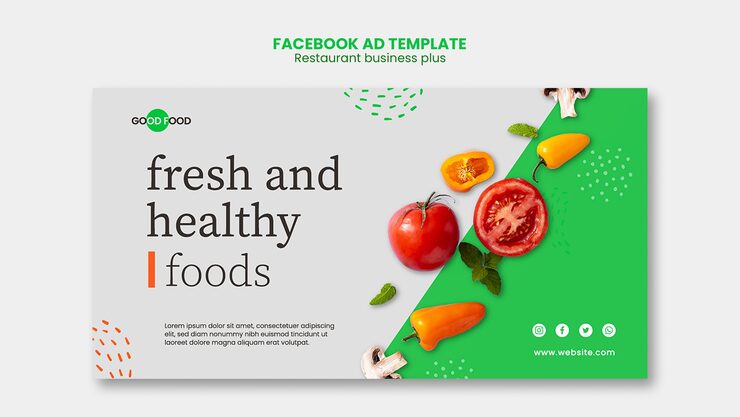 FACEBOOK AD TEMPLATE
Restaurant business plus
GOOD FOOD
fresh and
healthy
foods
Lorem ipsum dolor sit amet, consectetuer adipiscing
elit, sed diam nonummy nibh euismod tincidunt ut
laoreet dolore magna aliquam erat volutpat.
www.website.com